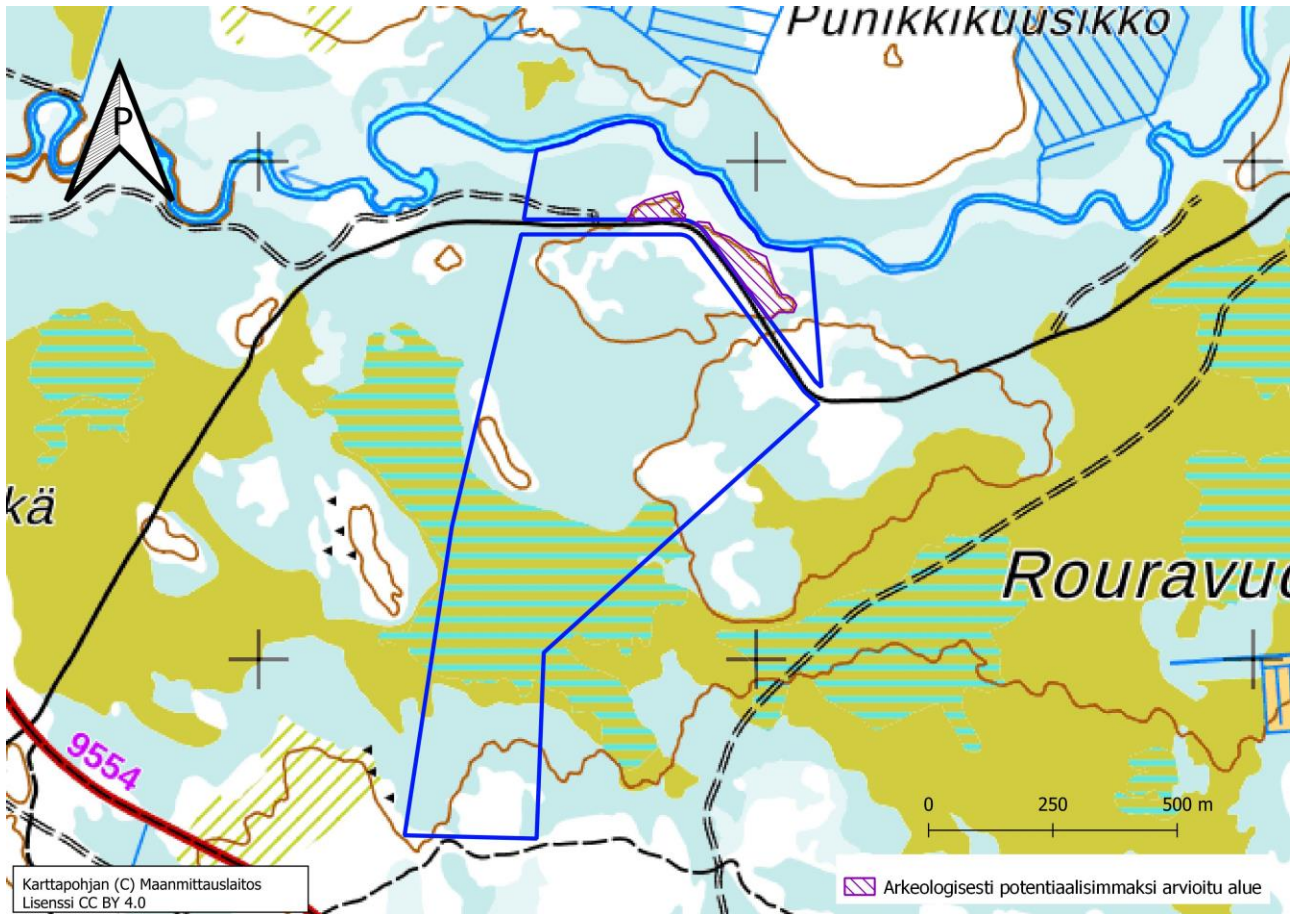 Punikkikuusikko
P
kä
Rouravuo
9554
0 250 500 m
Karttapohjan (C) Maanmittauslaitos
Lisenssi CC BY 4.0
Arkeologisesti potentiaalisimmaksi arvioitu alue